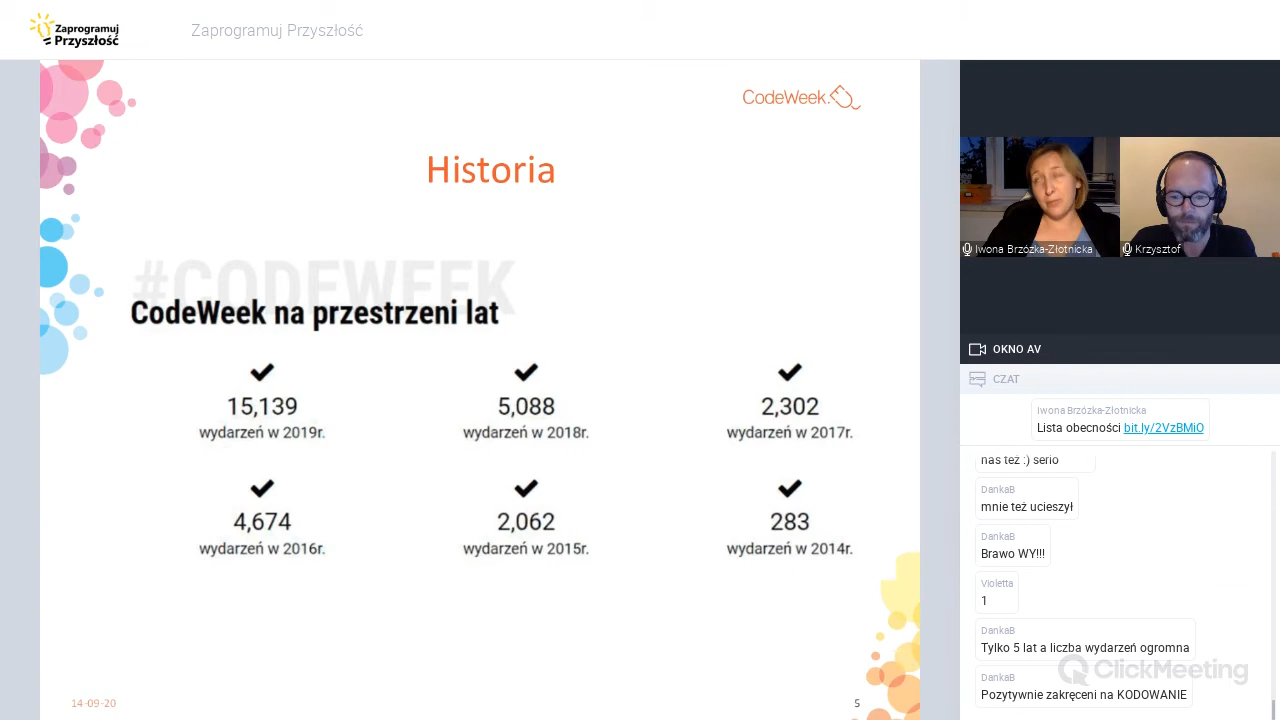 Zaprogramuj
Przyszłość
Zaprogramuj Przyszłość
CodeWeek.
Historia
#CODEWEEK
CodeWeek na przestrzeni lat
15,139
wydarzeń w 2019r.
5,088
wydarzeń w 2018r.
2,302
wydarzeń w 2017r.
4,674
wydarzeń w 2016r.
2,062
wydarzeń w 2015r.
283
wydarzeń w 2014r.
14-09-20
5
Iwona Brzózka-Złotnicka
Krzysztof
OKNO AV
CZAT
Iwona Brzózka-Złotnicka
Lista obecności bit.ly/2VzBMiO
nas też :) serio
DankaB
mnie też ucieszył
DankaB
Brawo WY!!!
Violetta
1
DankaB
Tylko 5 lat a liczba wydarzeń ogromna
ClickMeeting
DankaB
Pozytywnie zakręceni na KODOWANIE